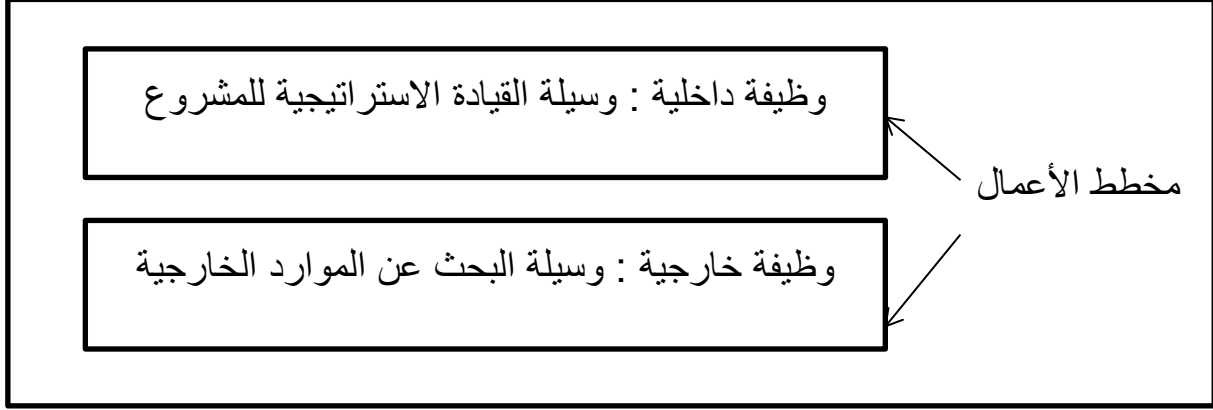 وظيفة داخلية : وسيلة القيادة الاستراتيجية للمشروع
مخطط الأعمال
وظيفة خارجية : وسيلة البحث عن الموارد الخارجية